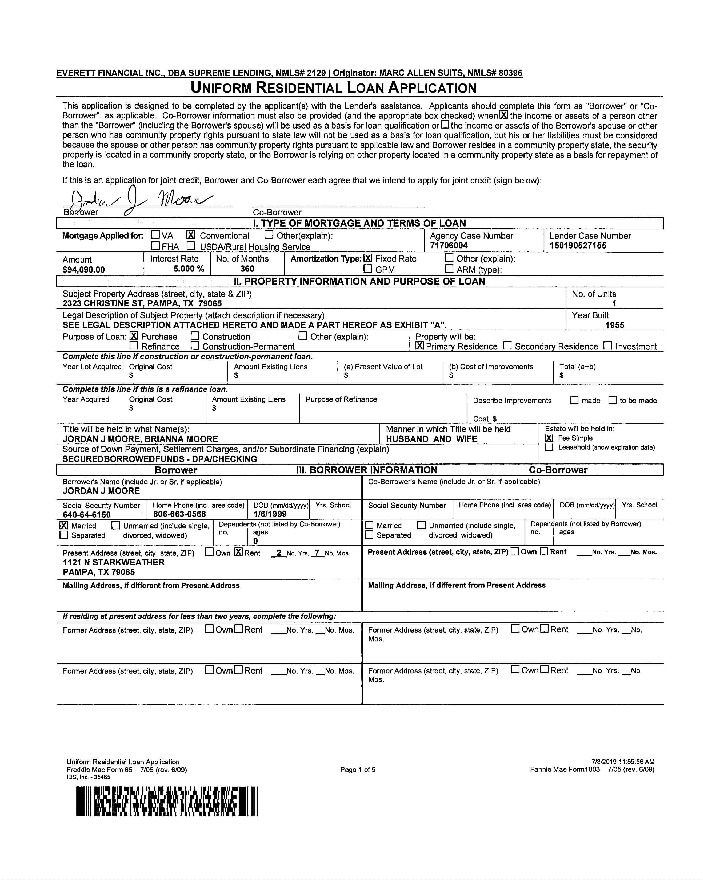 EVERETT FINANCIAL INC., DBA SUPREME LENDING, NMLS# 2129 | Originator: MARC ALLEN SUITS, NMLS# 80396
UNIFORM RESIDENTIAL LOAN APPLICATION
This application is designed to be completed by the applicant(s) with the Lender's assistance. Applicants should complete this form as "Borrower" or "Co-
Borrower", as applicable. Co-Borrower information must also be provided (and the appropriate box checked) when ☒ the income or assets of a person other
than the "Borrower" (including the Borrower's spouse) will be used as a basis for loan qualification or ☐ the income or assets of the Borrower's spouse or other
person who has community property rights pursuant to state law will not be used as a basis for loan qualification, but his or her liabilities must be considered
because the spouse or other person has community property rights pursuant to applicable law and Borrower resides in a community property state, the security
property is located in a community property state, or the Borrower is relying on other property located in a community property state as a basis for repayment of
the loan.
If this is an application for joint credit, Borrower and Co-Borrower each agree that we intend to apply for joint credit (sign below):
Borrower Co-Borrower
I. TYPE OF MORTGAGE AND TERMS OF LOAN
Mortgage Applied for: ☐ VA ☒ Conventional ☐ Other(explain): Agency Case Number Lender Case Number
☐ FHA ☐ USDA/Rural Housing Service 71706004 150190527155
Amount Interest Rate No. of Months Amortization Type: ☒ Fixed Rate ☐ Other (explain):
$94,090.00 5.000 % 360 ☐ GPM ☐ ARM (type):
II. PROPERTY INFORMATION AND PURPOSE OF LOAN
Subject Property Address (street, city, state & ZIP) No. of Units
2323 CHRISTINE ST, PAMPA, TX 79065 1
Legal Description of Subject Property (attach description if necessary) Year Built
SEE LEGAL DESCRIPTION ATTACHED HERETO AND MADE A PART HEREOF AS EXHIBIT "A". 1955
Purpose of Loan: ☒ Purchase ☐ Construction ☐ Other (explain): Property will be:
☐ Refinance ☐ Construction-Permanent ☒ Primary Residence ☐ Secondary Residence ☐ Investment
Complete this line if construction or construction-permanent loan.
Year Lot Acquired Original Cost Amount Existing Liens (a) Present Value of Lot (b) Cost of Improvements Total (a+b)
$ $ $ $ $
Complete this line if this is a refinance loan.
Year Acquired Original Cost Amount Existing Liens Purpose of Refinance Describe Improvements ☐ made ☐ to be made
$ $ Cost: $
Title will be held in what Name(s): Manner in which Title will be held Estate will be held in:
JORDAN J MOORE, BRIANNA MOORE HUSBAND AND WIFE ☒ Fee Simple
Source of Down Payment, Settlement Charges, and/or Subordinate Financing (explain) ☐ Leasehold (show expiration date)
SECUREDBORROWEDFUNDS - DPA/CHECKING
Borrower III. BORROWER INFORMATION Co-Borrower
Borrower's Name (include Jr. or Sr. if applicable) Co-Borrower's Name (include Jr. or Sr. if applicable)
JORDAN J MOORE
Social Security Number Home Phone (incl. area code) DOB (mm/dd/yyyy) Yrs. School Social Security Number Home Phone (incl. area code) DOB (mm/dd/yyyy) Yrs. School
640-64-6150 806-663-0568 1/6/1999
☒ Married ☐ Unmarried (include single, Dependents (not listed by Co-Borrower) ☐ Married ☐ Unmarried (include single, Dependents (not listed by Borrower)
☐ Separated divorced, widowed) no. ages ☐ Separated divorced, widowed) no. ages
0
Present Address (street, city, state, ZIP) ☐ Own ☒ Rent 2 No. Yrs. 7 No. Mos. Present Address (street, city, state, ZIP) ☐ Own ☐ Rent ___No. Yrs. ___No. Mos.
1121 N STARKWEATHER
PAMPA, TX 79065
Mailing Address, if different from Present Address Mailing Address, if different from Present Address
If residing at present address for less than two years, complete the following:
Former Address (street, city, state, ZIP) ☐ Own ☐ Rent ___No. Yrs. __No. Mos. Former Address (street, city, state, ZIP) ☐ Own ☐ Rent ___No. Yrs. __No.
Mos.
Former Address (street, city, state, ZIP) ☐ Own ☐ Rent ___No. Yrs. __No. Mos. Former Address (street, city, state, ZIP) ☐ Own ☐ Rent ___No. Yrs. __No.
Mos.
Uniform Residential Loan Application 7/8/2019 11:55:56 AM
Freddie Mac Form 65 7/05 (rev. 6/09) Page 1 of 5 Fannie Mae Form 1003 7/05 (rev. 6/09)
IDS, Inc. - 35465